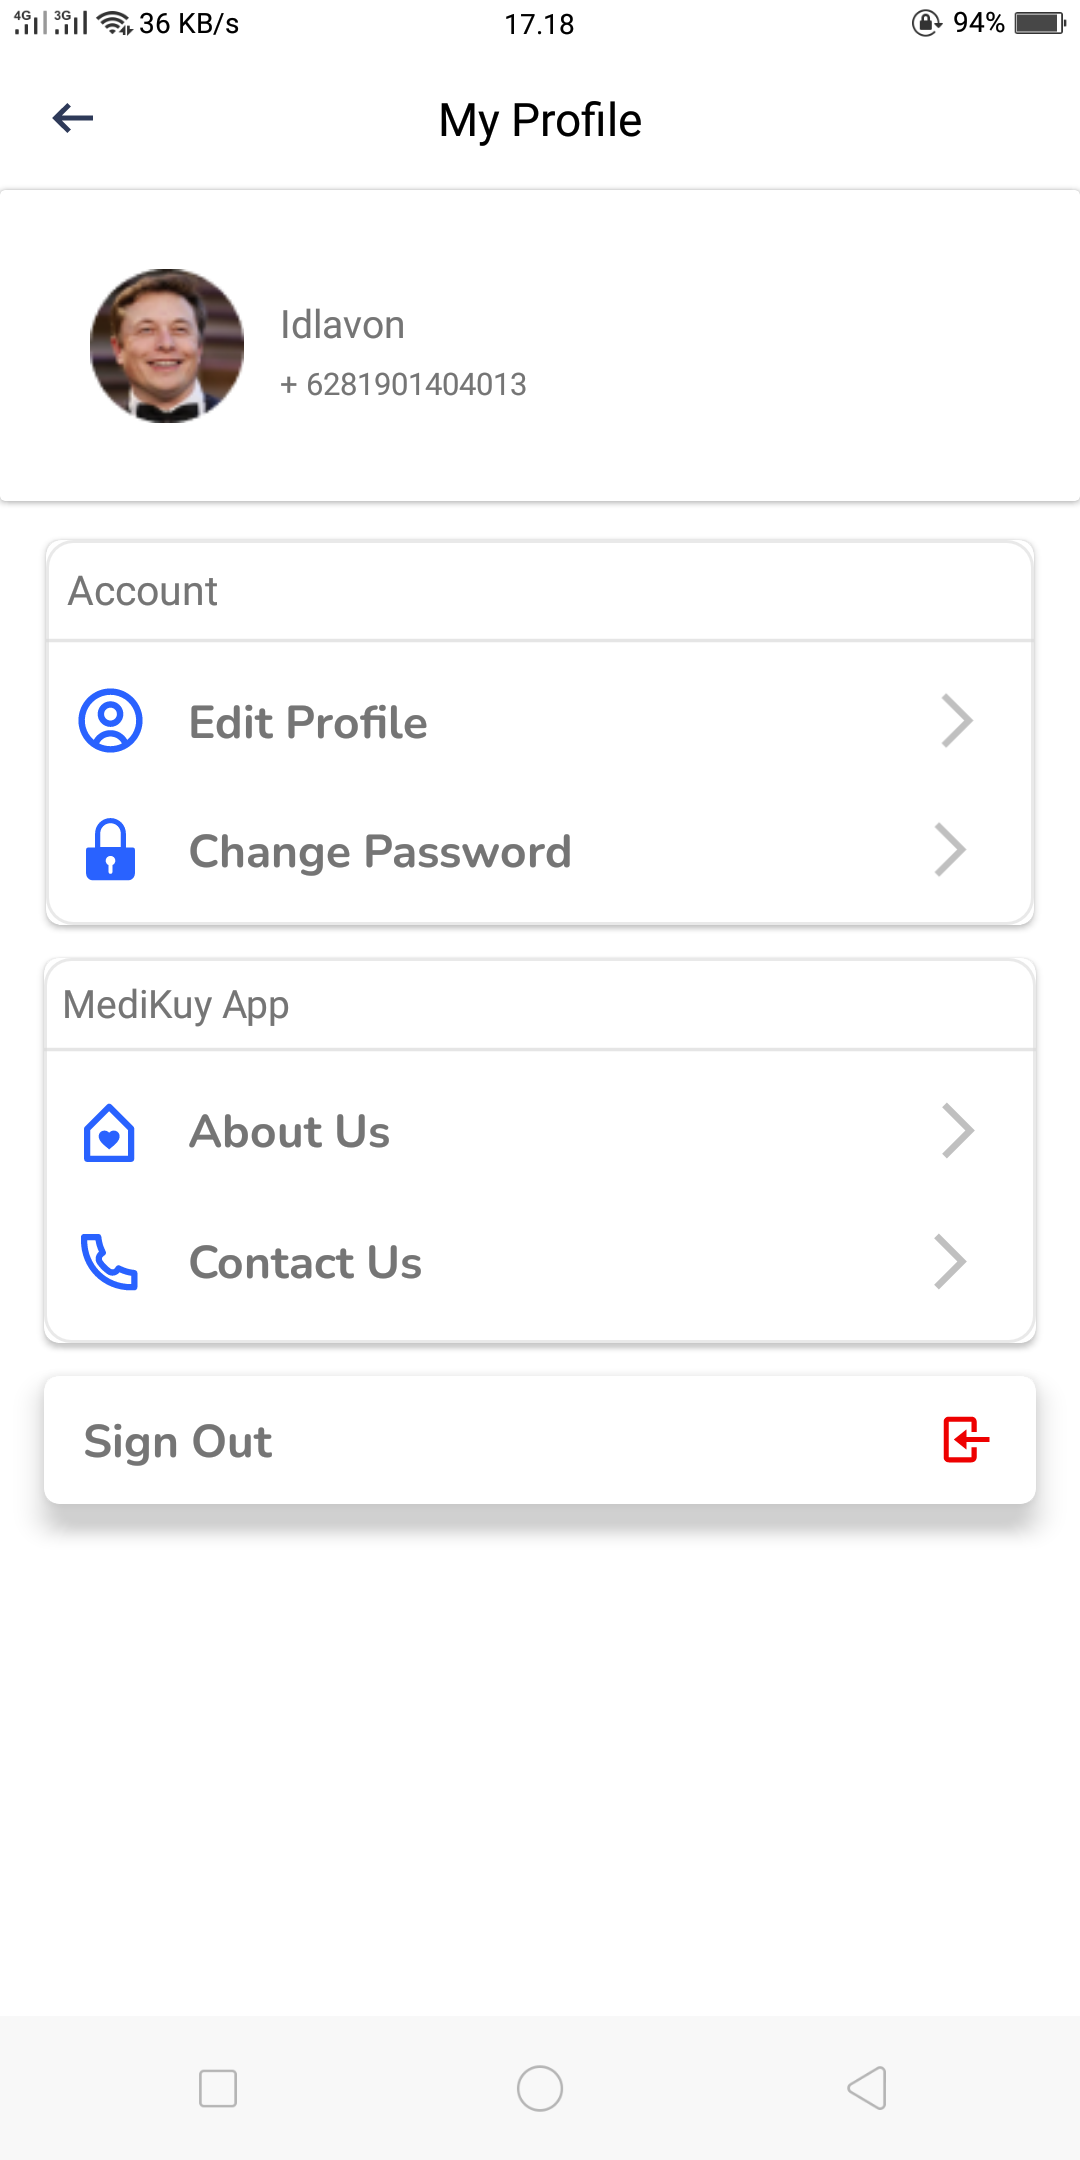 4G 3G 36 KB/s 17.18 94%
My Profile
Idlavon
+ 6281901404013
Account
Edit Profile
Change Password
MediKuy App
About Us
Contact Us
Sign Out